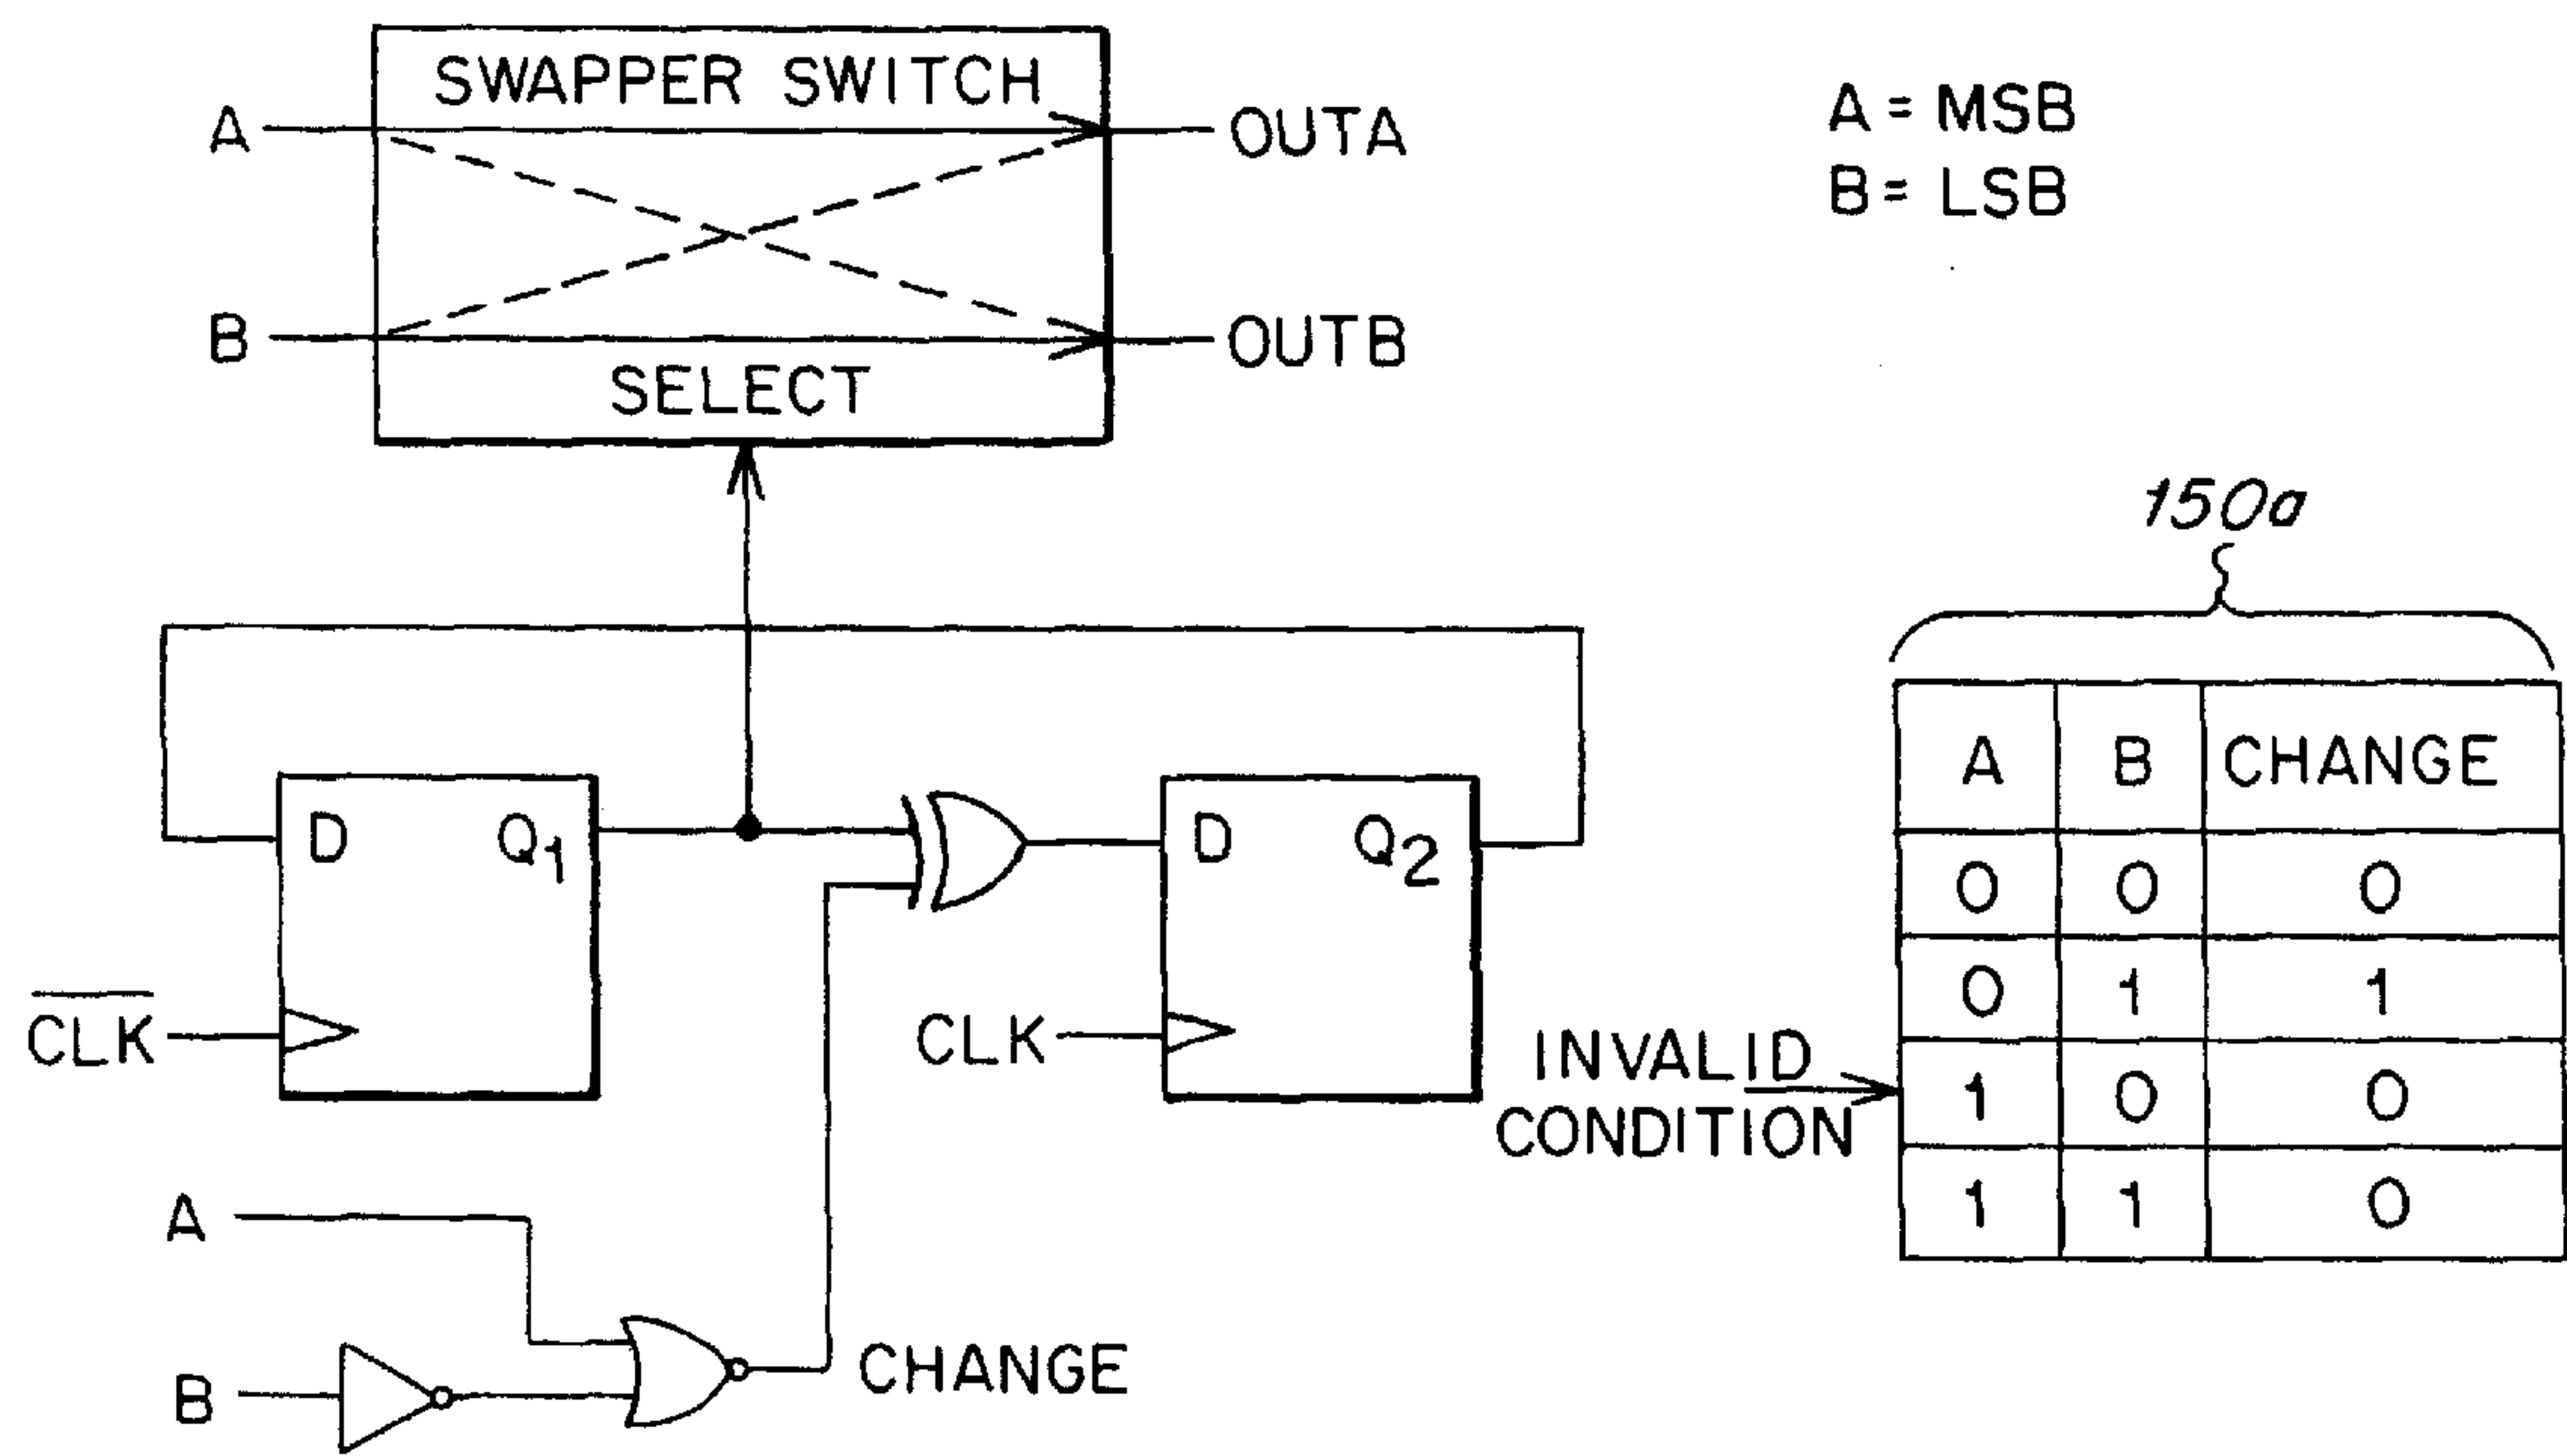 SWAPPER SWITCH
A
OUTA
B
OUTB
SELECT
A = MSB
B = LSB
150a
D Q1
CLK
D Q2
CLK
A
B
CHANGE
INVALID
CONDITION
A B CHANGE
0 0 0
0 1 1
1 0 0
1 1 0